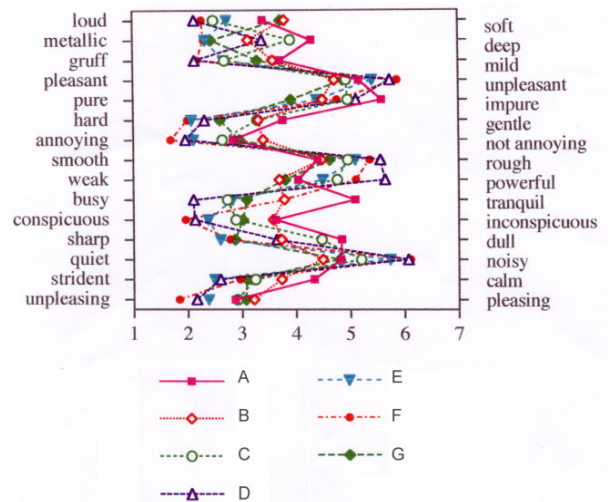 loud soft
metallic deep
gruff mild
pleasant unpleasant
pure impure
hard gentle
annoying not annoying
smooth rough
weak powerful
busy tranquil
conspicuous inconspicuous
sharp dull
quiet noisy
strident calm
unpleasing pleasing
1 2 3 4 5 6 7
A E
B F
C G
D